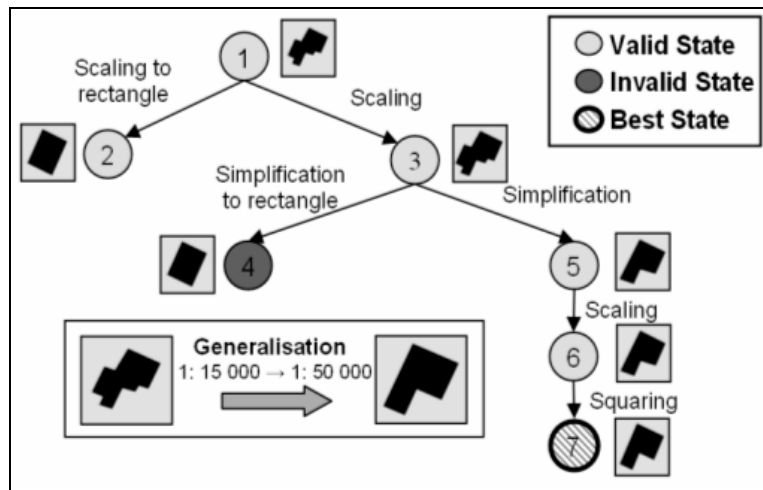 1
Scaling to
rectangle
Scaling
Valid State
Invalid State
Best State
2
3
Simplification
to rectangle
Simplification
4
5
Scaling
Generalisation
1: 15 000 → 1: 50 000
6
Squaring
7